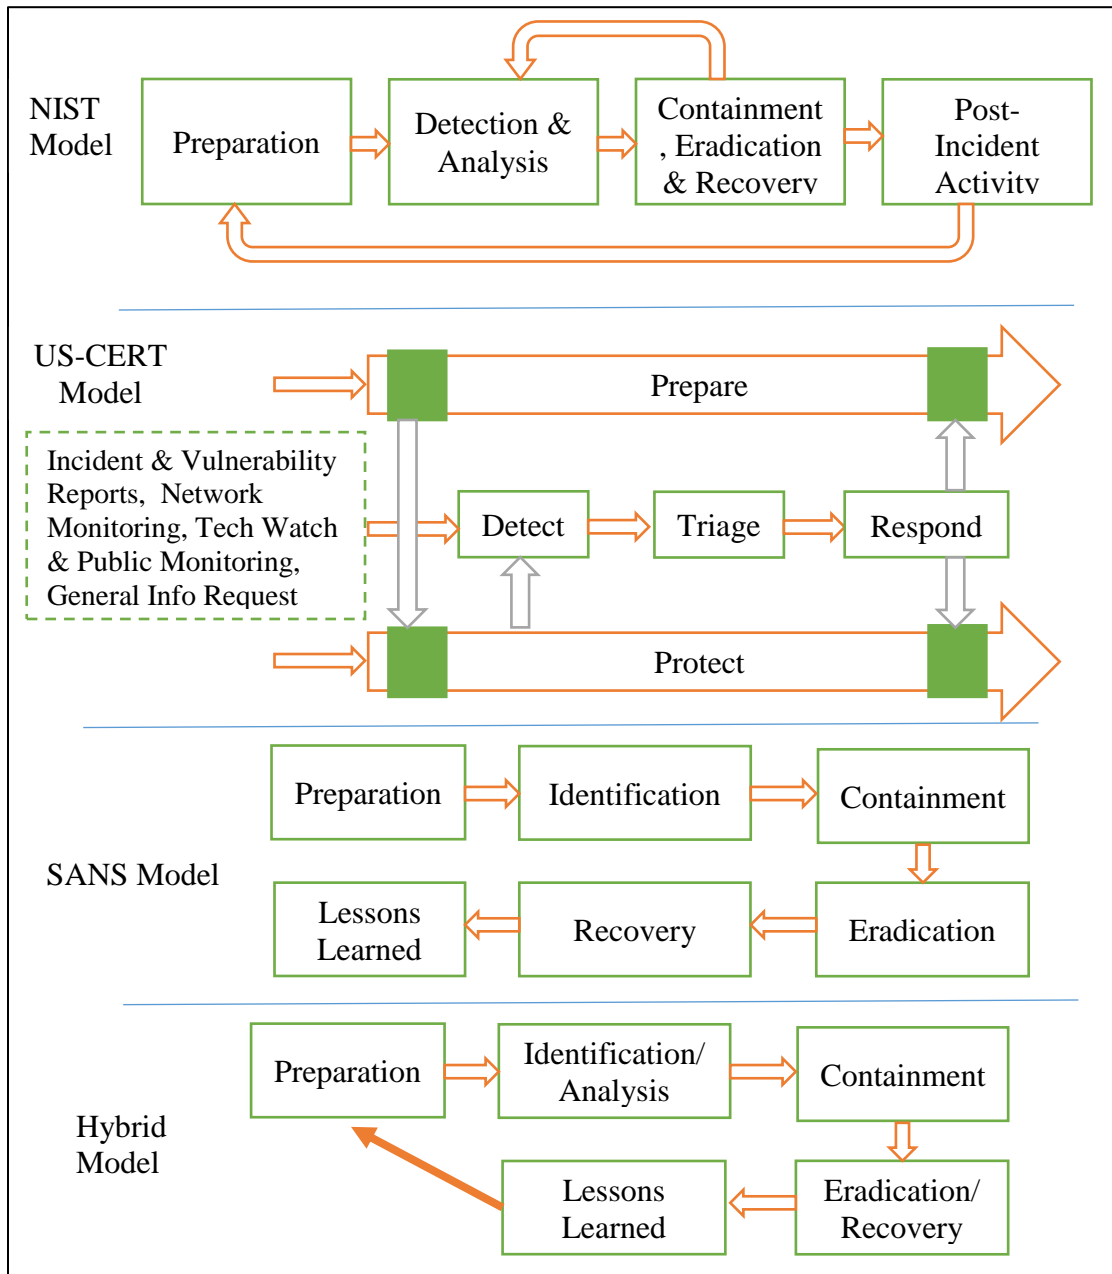 NIST
Model
Preparation
Detection &
Analysis
Containment
, Eradication
& Recovery
Post-
Incident
Activity
US-CERT
Model
Prepare
Incident & Vulnerability
Reports, Network
Monitoring, Tech Watch
& Public Monitoring,
General Info Request
Detect
Triage
Respond
Protect
SANS Model
Preparation
Identification
Containment
Lessons
Learned
Recovery
Eradication
Hybrid
Model
Preparation
Identification/
Analysis
Containment
Lessons
Learned
Eradication/
Recovery